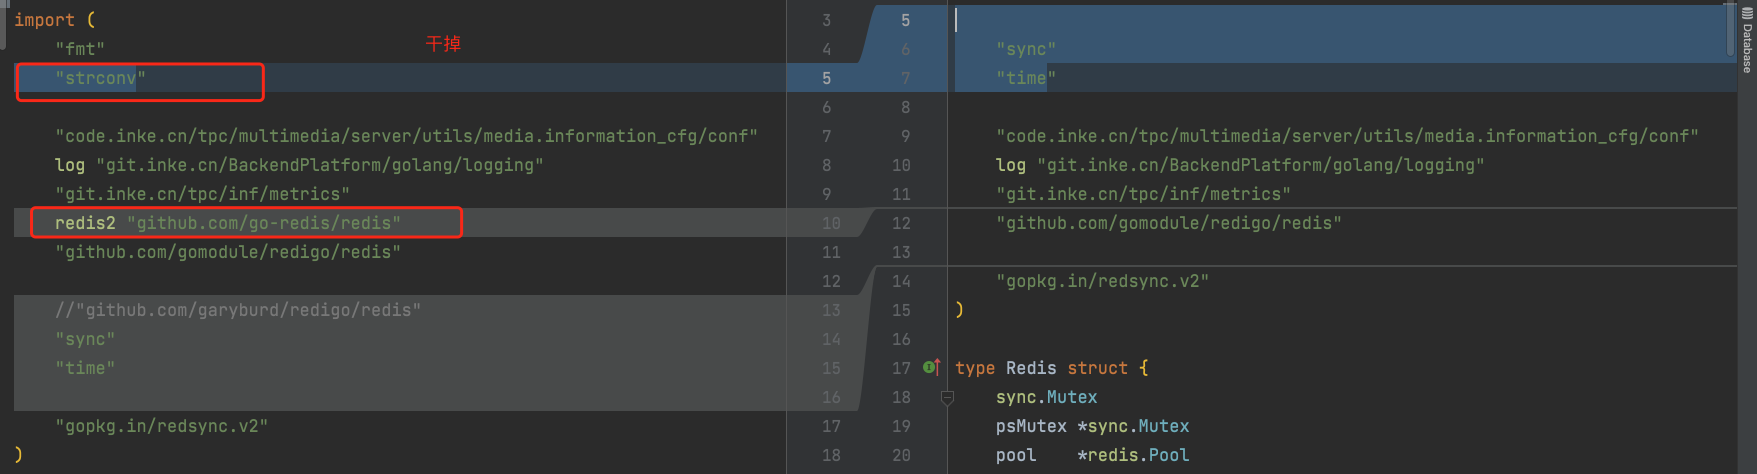 import (
"fmt"
干掉
"strconv"
"code.inke.cn/tpc/multimedia/server/utils/media.information_cfg/conf"
log "git.inke.cn/BackendPlatform/golang/logging"
"git.inke.cn/tpc/inf/metrics"
redis2 "github.com/go-redis/redis"
"github.com/gomodule/redigo/redis"
//"github.com/garyburd/redigo/redis"
"sync"
"time"
"gopkg.in/redsync.v2"
)
3
4
5
6
7
8
9
10
11
12
13
14
15
16
17
18
5
6
7
8
9
10
11
12
13
14
15
16
17
18
19
20
"sync"
"time"
"code.inke.cn/tpc/multimedia/server/utils/media.information_cfg/conf"
log "git.inke.cn/BackendPlatform/golang/logging"
"git.inke.cn/tpc/inf/metrics"
"github.com/gomodule/redigo/redis"
"gopkg.in/redsync.v2"
)
type Redis struct {
sync.Mutex
psMutex *sync.Mutex
pool    *redis.Pool
Database